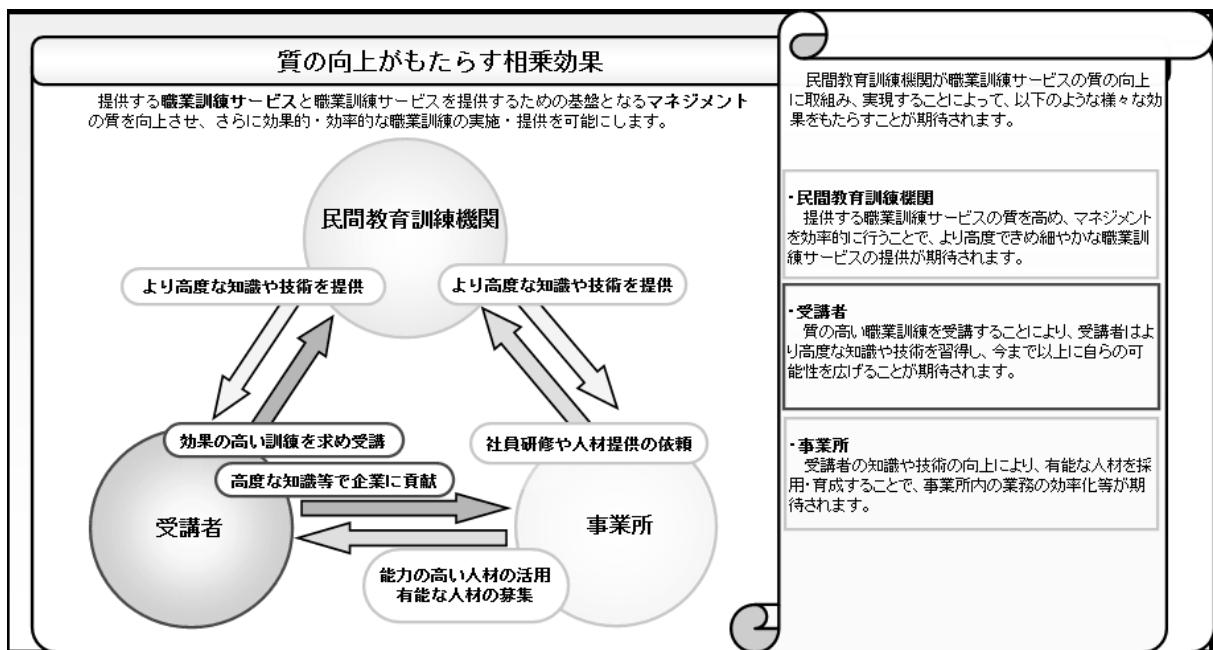 質の向上がもたらす相乗効果
提供する職業訓練サービスと職業訓練サービスを提供するための基盤となるマネジメント
の質を向上させ、さらに効果的・効率的な職業訓練の実施・提供を可能にします。
民間教育訓練機関
より高度な知識や技術を提供
より高度な知識や技術を提供
効果の高い訓練を求め受講
社員研修や人材提供の依頼
高度な知識等で企業に貢献
受講者
事業所
能力の高い人材の活用
有能な人材の募集
民間教育訓練機関が職業訓練サービスの質の向上
に取組み、実現することによって、以下のような様々な効
果をもたらすことが期待されます。
・民間教育訓練機関
提供する職業訓練サービスの質を高め、マネジメント
を効率的に行うことで、より高度できめ細やかな職業訓
練サービスの提供が期待されます。
・受講者
質の高い職業訓練を受講することにより、受講者はよ
り高度な知識や技術を習得し、今まで以上に自らの可
能性を広げることが期待されます。
・事業所
受講者の知識や技術の向上により、有能な人材を採
用・育成することで、事業所内の業務の効率化等が期
待されます。